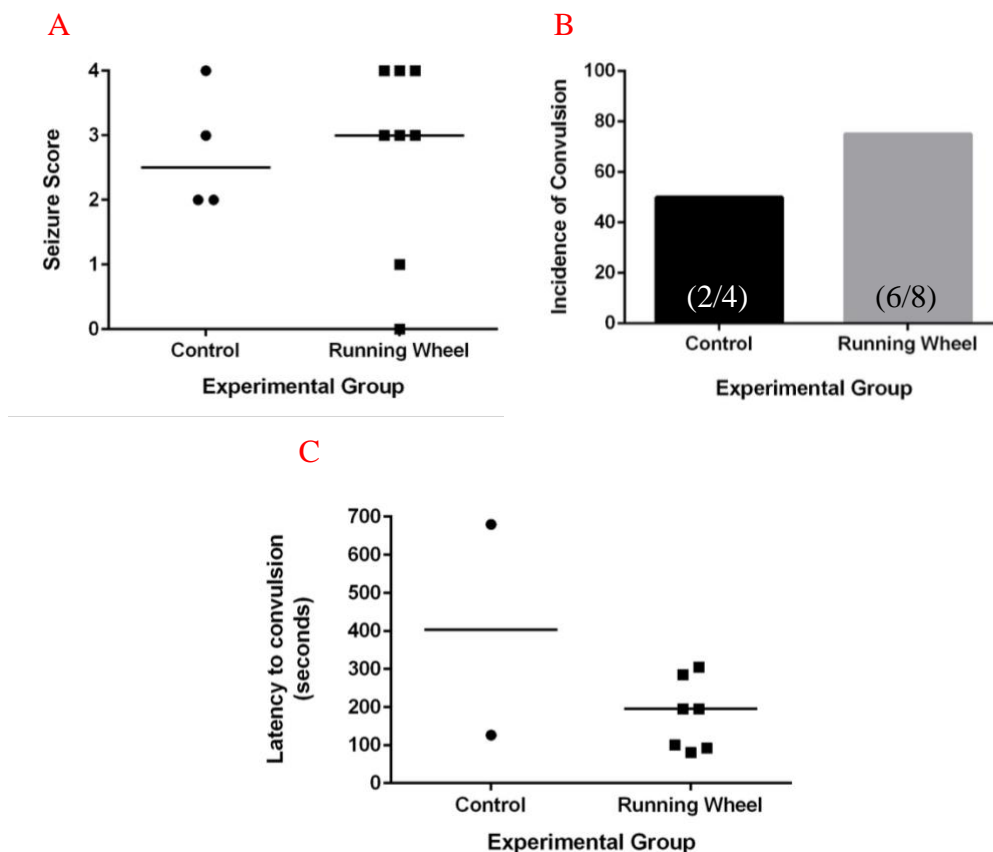 A
Seizure Score
4
3
2
1
0
Control
Running Wheel
Experimental Group
B
Incidence of Convulsion
100
80
60
40
20
0
(2/4)
(6/8)
Control
Running Wheel
Experimental Group
C
Latency to convulsion
(seconds)
700
600
500
400
300
200
100
0
Control
Running Wheel
Experimental Group